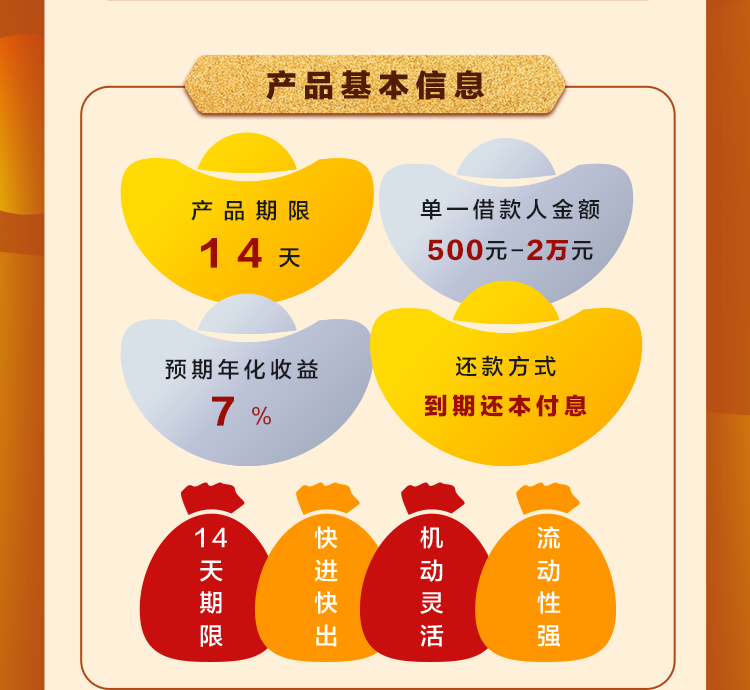 产品基本信息
产品期限
14天
单一借款人金额
500元-2万元
预期年化收益
7%
还款方式
到期还本付息
14天期限
快进快出
机动灵活
流动性强